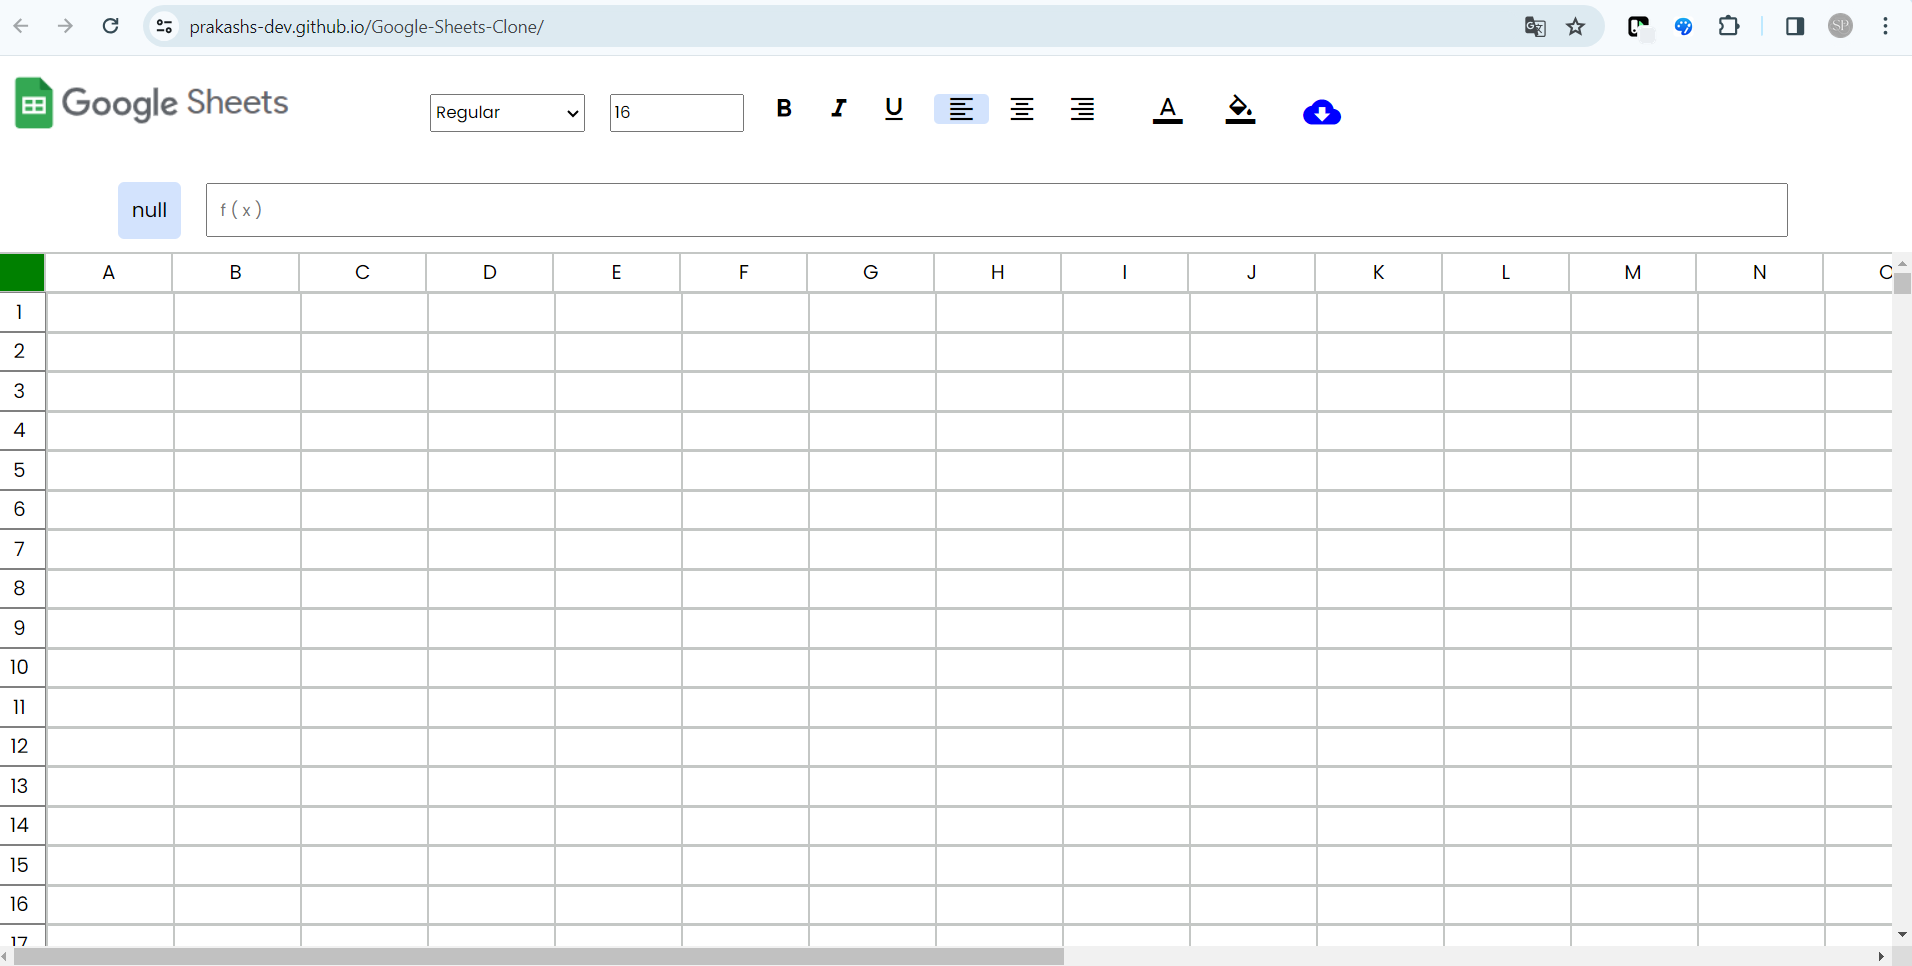 prakashs-dev.github.io/Google-Sheets-Clone/
SP
Google Sheets
Regular 16 B I U A
null f ( x )
A B C D E F G H I J K L M N
1
2
3
4
5
6
7
8
9
10
11
12
13
14
15
16
17